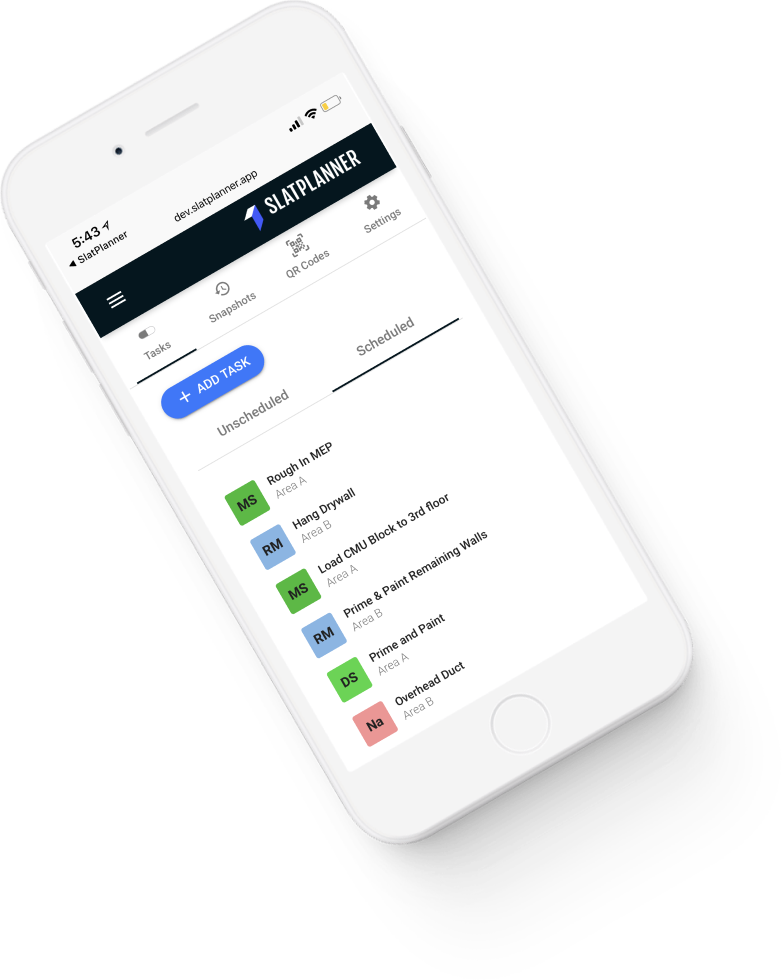 5:43
◀ SlatPlanner
dev.slatplanner.app
SLATPLANNER
Tasks
Snapshots
QR Codes
Settings
+ ADD TASK
Unscheduled
Scheduled
MS
Rough In MEP
Area A
RM
Hang Drywall
Area B
MS
Load CMU Block to 3rd floor
Area A
RM
Prime & Paint Remaining Walls
Area B
DS
Prime and Paint
Area A
Na
Overhead Duct
Area B